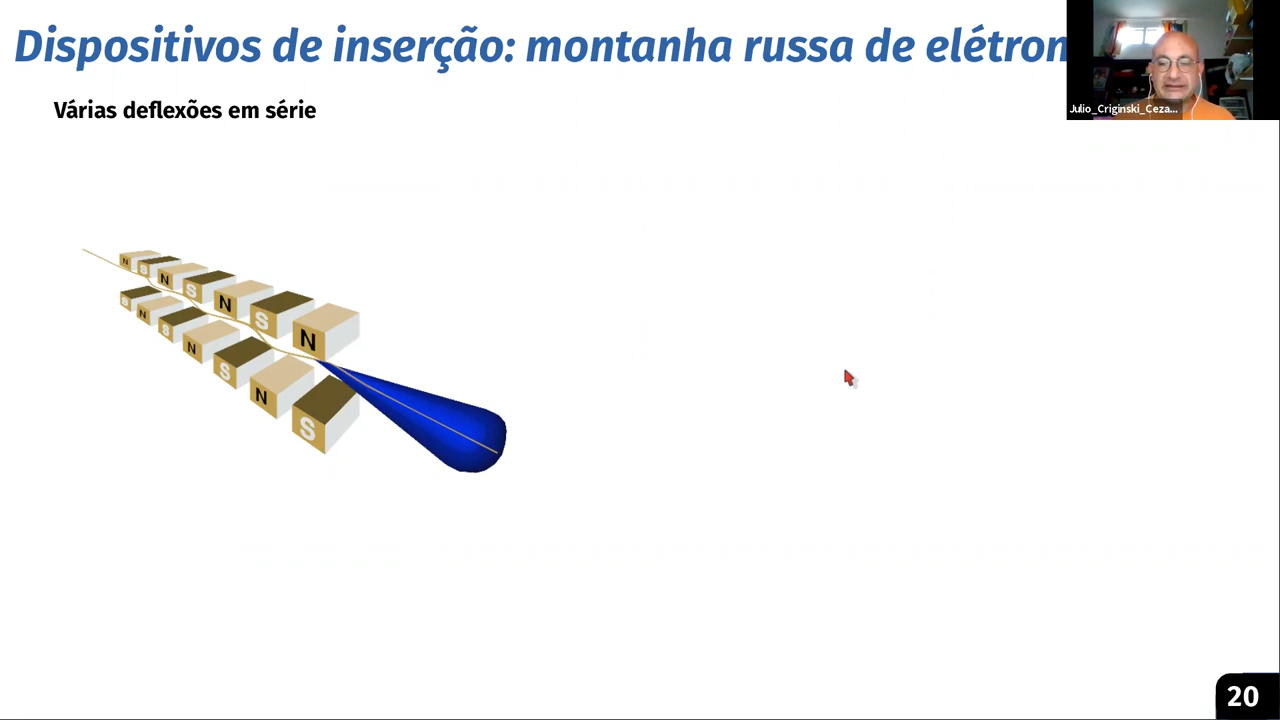 Dispositivos de inserção: montanha russa de elétron
Julio_Criginski_Ceza...
Várias deflexões em série
N S N S N S N
S N S N S N S
20